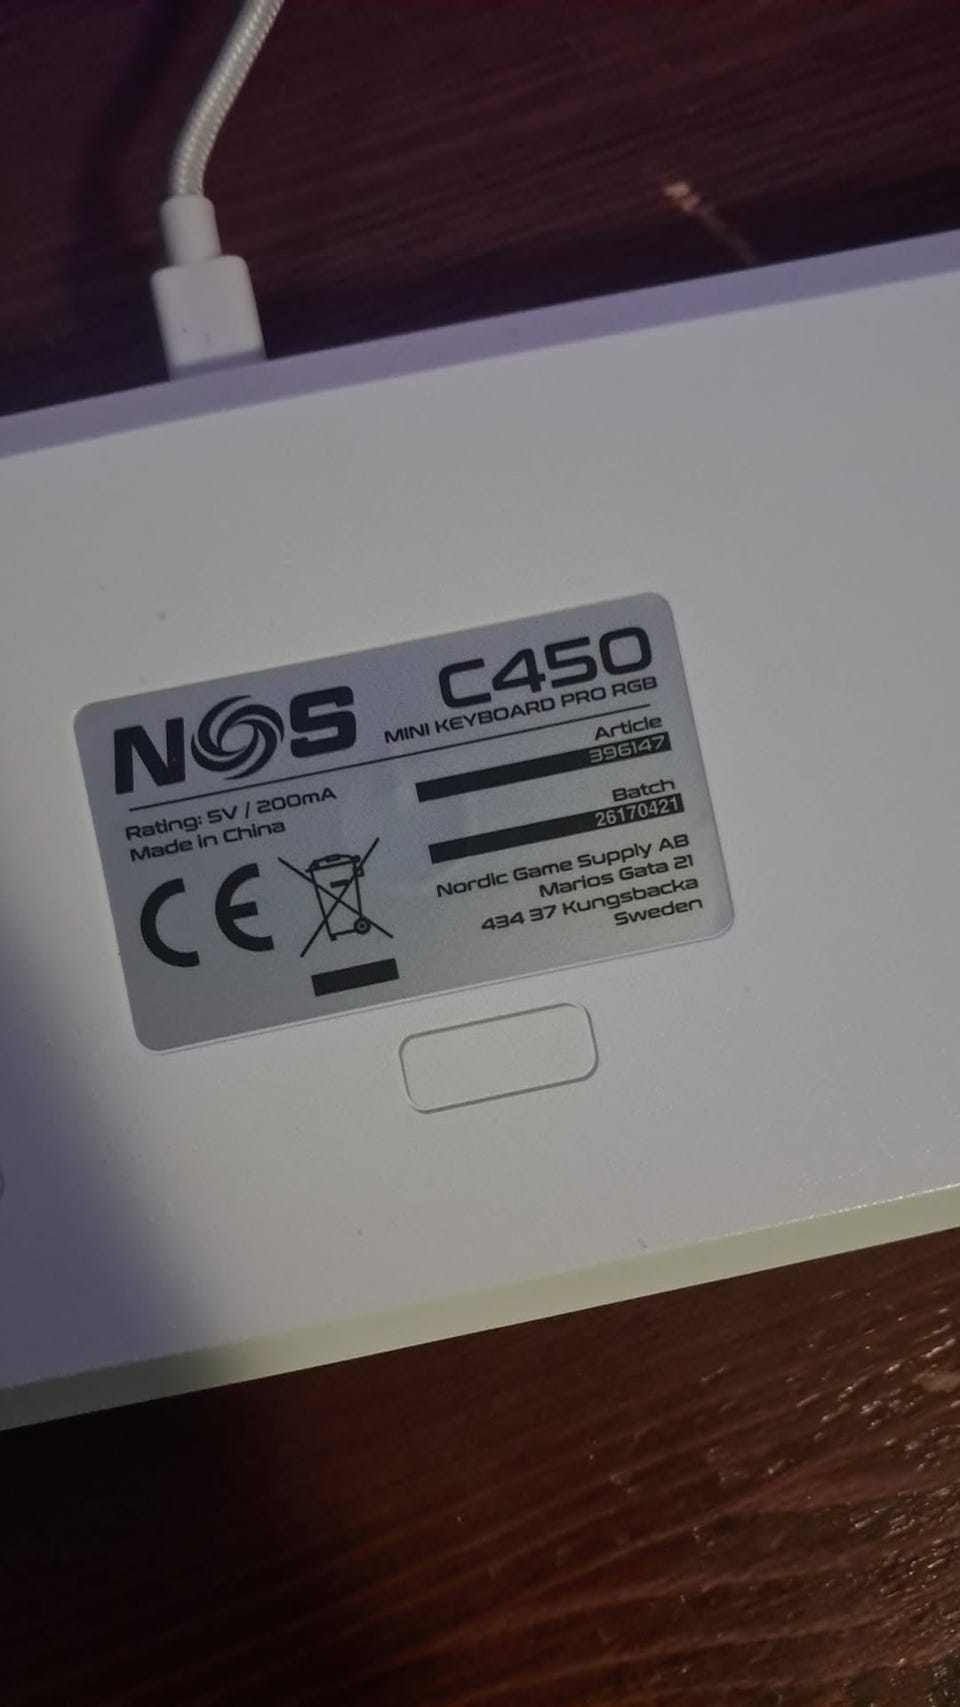 NOS
C450
MINI KEYBOARD PRO RGB
Rating: 5V / 200mA
Made in China
CE
Article
396147
Batch
26170421
Nordic Game Supply AB
Marios Gata 21
434 37 Kungsbacka
Sweden